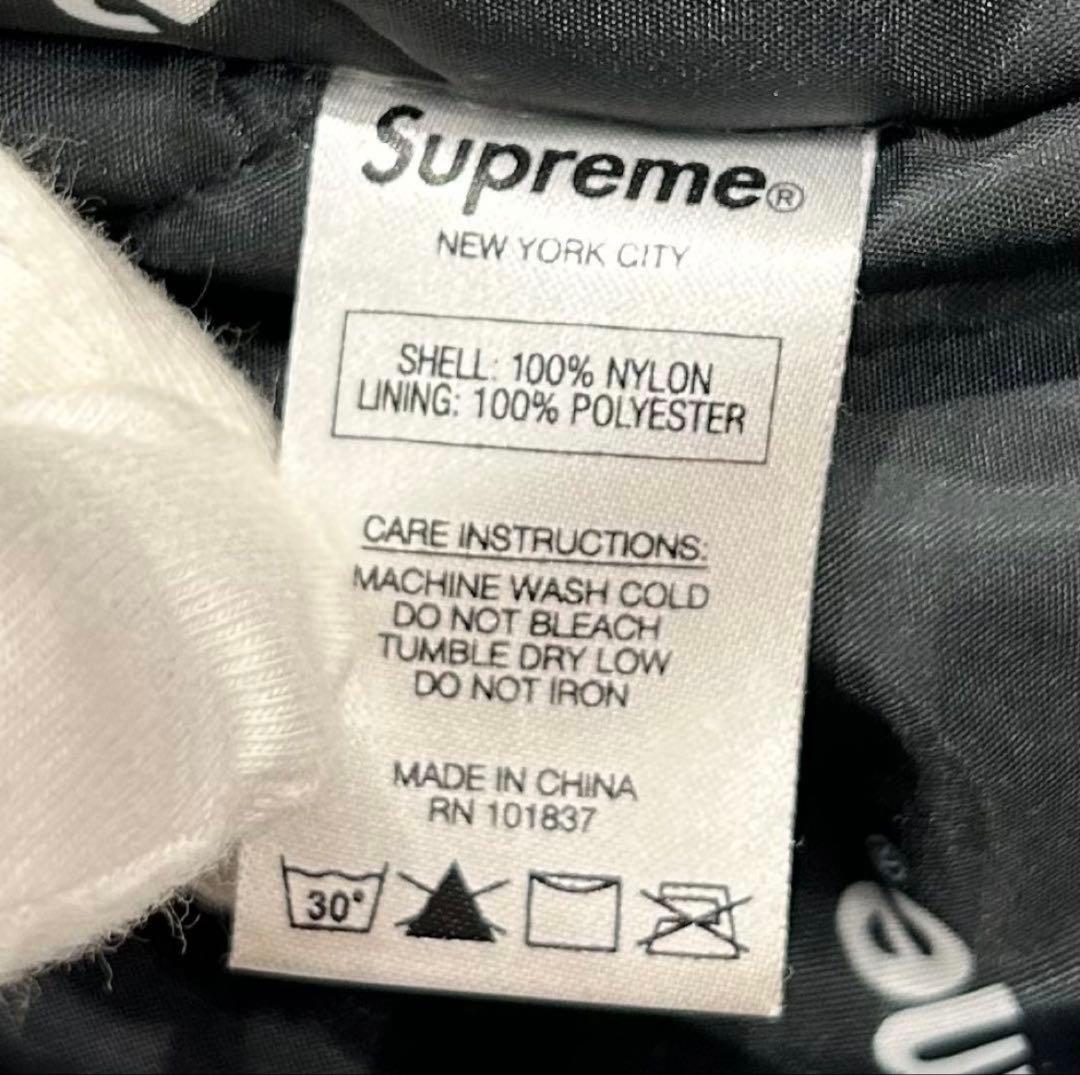 Supreme®
NEW YORK CITY
SHELL: 100% NYLON
LINING: 100% POLYESTER
CARE INSTRUCTIONS:
MACHINE WASH COLD
DO NOT BLEACH
TUMBLE DRY LOW
DO NOT IRON
MADE IN CHINA
RN 101837
30°